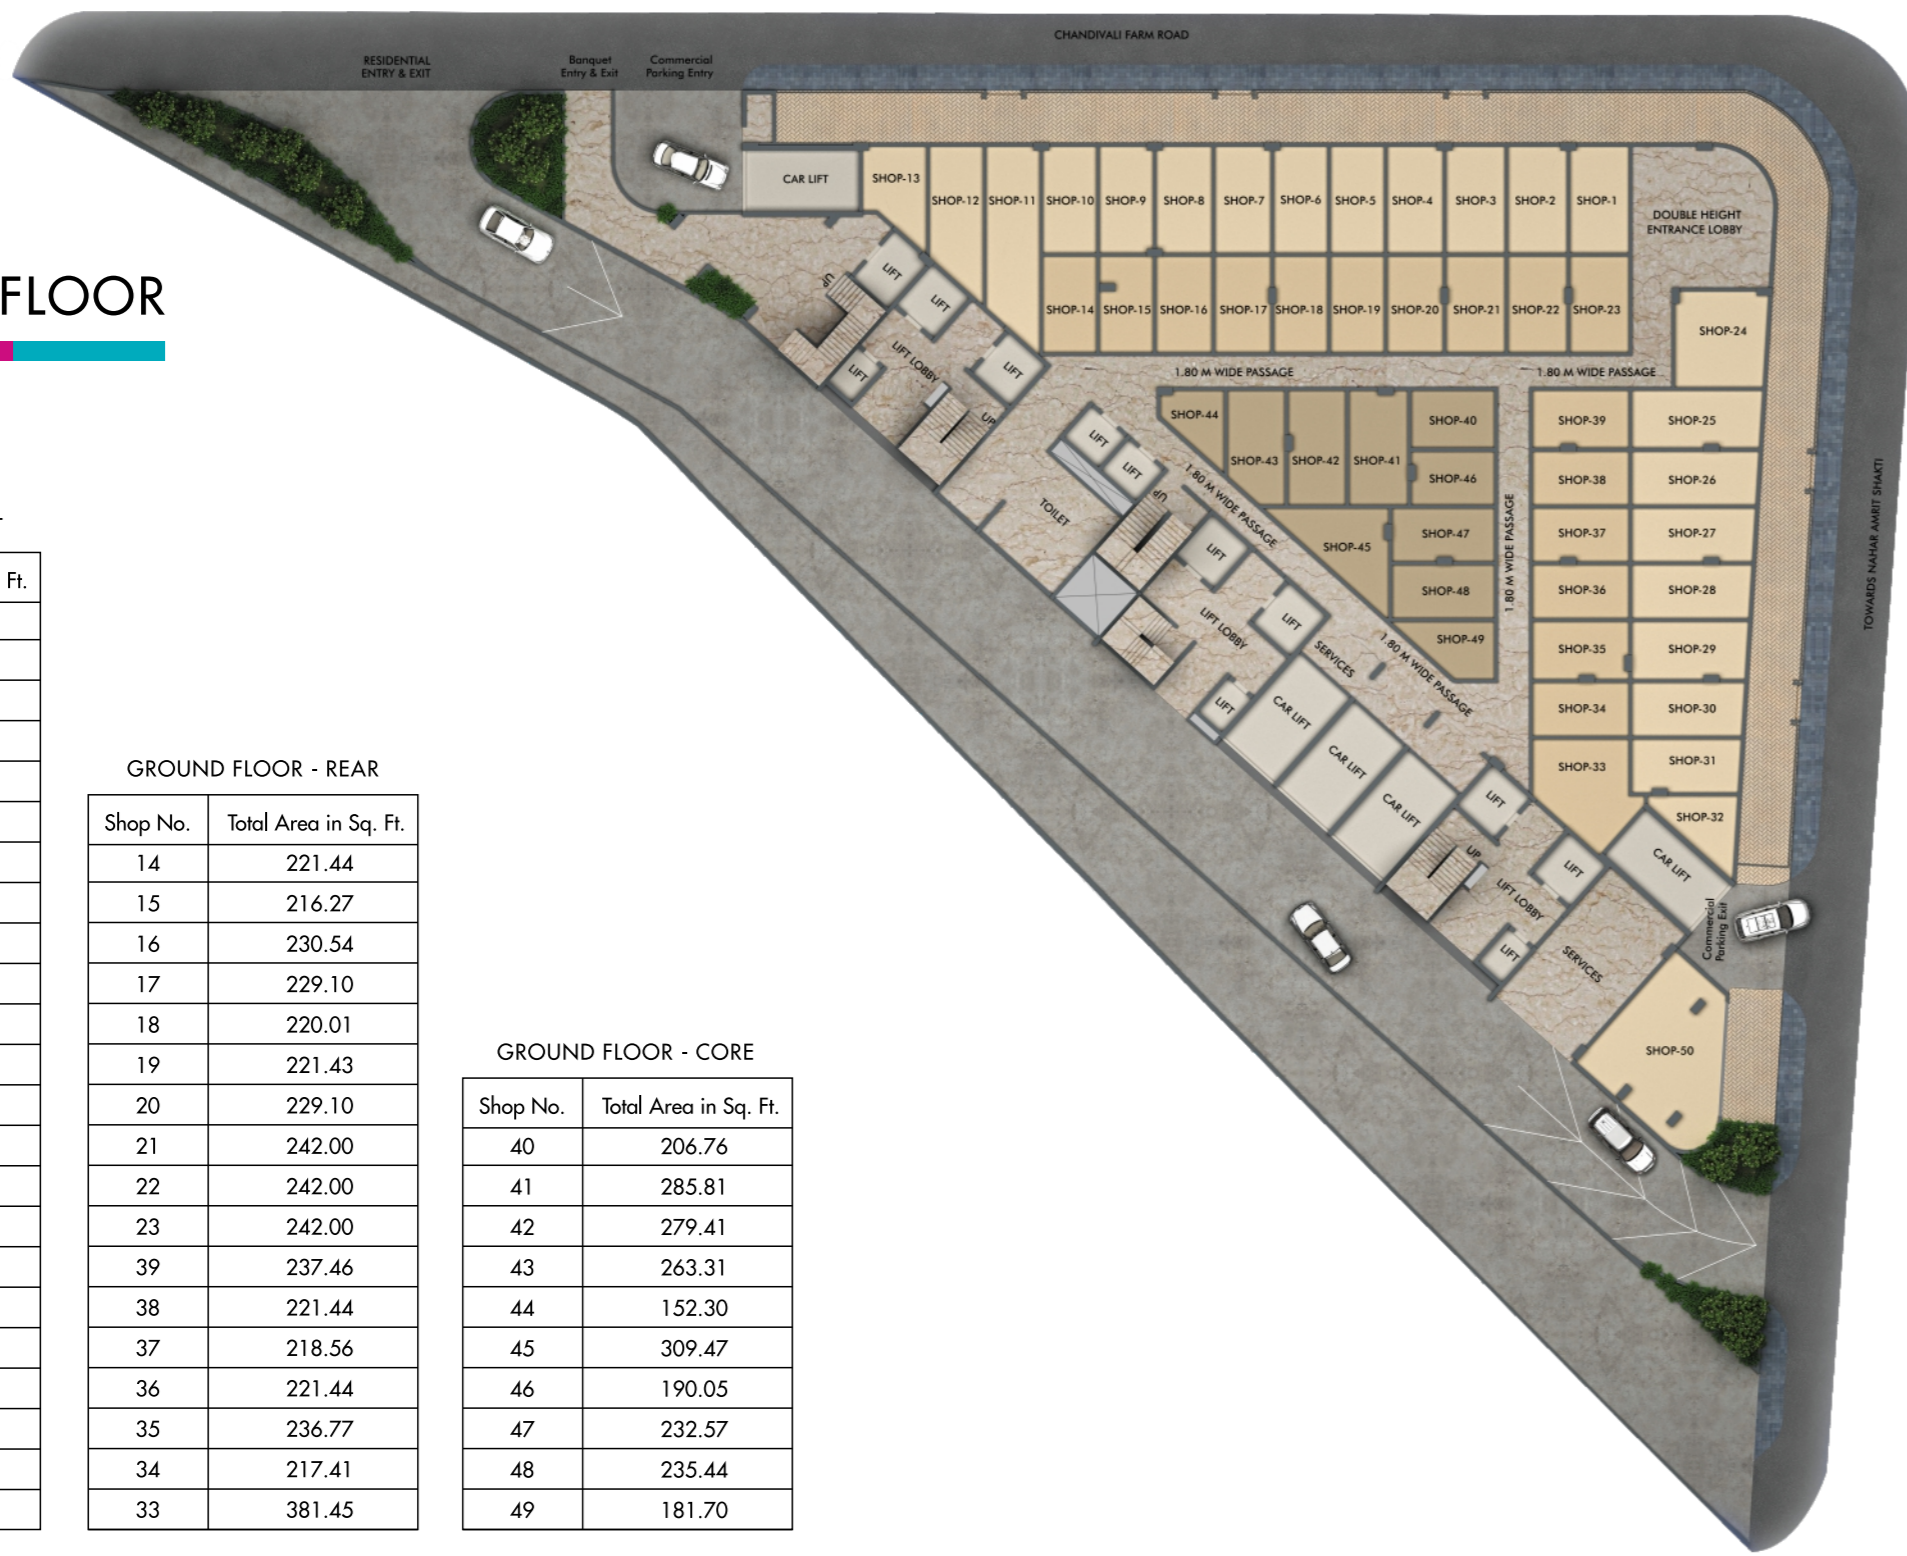 CHANDIVALI FARM ROAD
RESIDENTIAL
ENTRY & EXIT
Banquet
Entry & Exit
Commercial
Parking Entry
CAR LIFT
SHOP-13
SHOP-12
SHOP-11
SHOP-10
SHOP-9
SHOP-8
SHOP-7
SHOP-6
SHOP-5
SHOP-4
SHOP-3
SHOP-2
SHOP-1
DOUBLE HEIGHT
ENTRANCE LOBBY
FLOOR
UP
LIFT
LIFT
SHOP-14
SHOP-15
SHOP-16
SHOP-17
SHOP-18
SHOP-19
SHOP-20
SHOP-21
SHOP-22
SHOP-23
SHOP-24
LIFT
LIFT LOBBY
LIFT
UP
1.80 M WIDE PASSAGE
1.80 M WIDE PASSAGE
SHOP-44
SHOP-43
SHOP-42
SHOP-41
SHOP-40
SHOP-39
SHOP-25
LIFT
LIFT
UP
TOILET
1.80 M WIDE PASSAGE
SHOP-46
SHOP-38
SHOP-26
SHOP-45
SHOP-47
1.80 M WIDE PASSAGE
SHOP-37
SHOP-27
TOWARDS NAHAR AMRIT SHAKTI
LIFT
SHOP-48
SHOP-36
SHOP-28
LIFT LOBBY
LIFT
SERVICES
1.80 M WIDE PASSAGE
SHOP-49
SHOP-35
SHOP-29
LIFT
CAR LIFT
CAR LIFT
CAR LIFT
SHOP-34
SHOP-30
SHOP-33
SHOP-31
SHOP-32
LIFT
UP
LIFT LOBBY
LIFT
CAR LIFT
LIFT
SERVICES
Commercial
Parking Exit
SHOP-50
Ft.
GROUND FLOOR - REAR
Shop No. Total Area in Sq. Ft.
14 221.44
15 216.27
16 230.54
17 229.10
18 220.01
19 221.43
20 229.10
21 242.00
22 242.00
23 242.00
39 237.46
38 221.44
37 218.56
36 221.44
35 236.77
34 217.41
33 381.45
GROUND FLOOR - CORE
Shop No. Total Area in Sq. Ft.
40 206.76
41 285.81
42 279.41
43 263.31
44 152.30
45 309.47
46 190.05
47 232.57
48 235.44
49 181.70